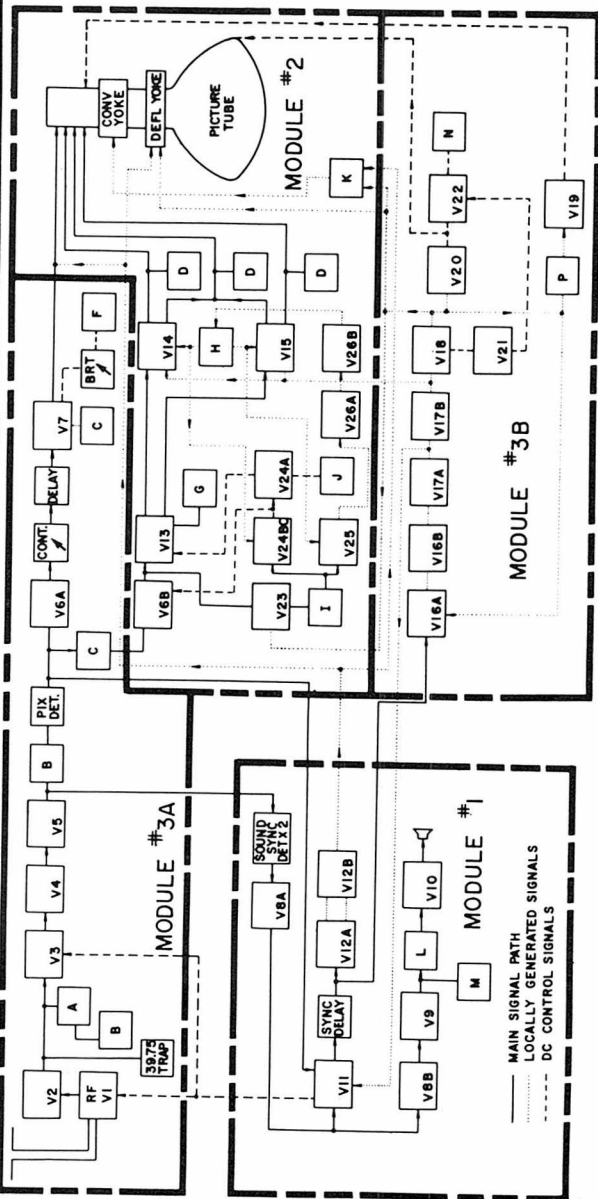 MODULE #3A
RF
V1
V2
39.75
TRAP
A
B
V3
V4
V5
B
PIX
DET.
V6A
CONT.
DELAY
V7
C
BRT
F
C
MODULE #2
CONV
YOKE
DEFL YOKE
PICTURE
TUBE
V6B
V13
G
V14
V15
H
D
D
D
K
V23
I
V24BC
V24A
J
V25
V26A
V26B
MODULE #3B
V16A
V16B
V17A
V17B
V18
V21
V20
V22
N
P
V19
MODULE #1
SOUND
SYNC
DET X 2
V8A
V11
SYNC
DELAY
V12A
V12B
V8B
V9
M
L
V10
MAIN SIGNAL PATH
LOCALLY GENERATED SIGNALS
DC CONTROL SIGNALS